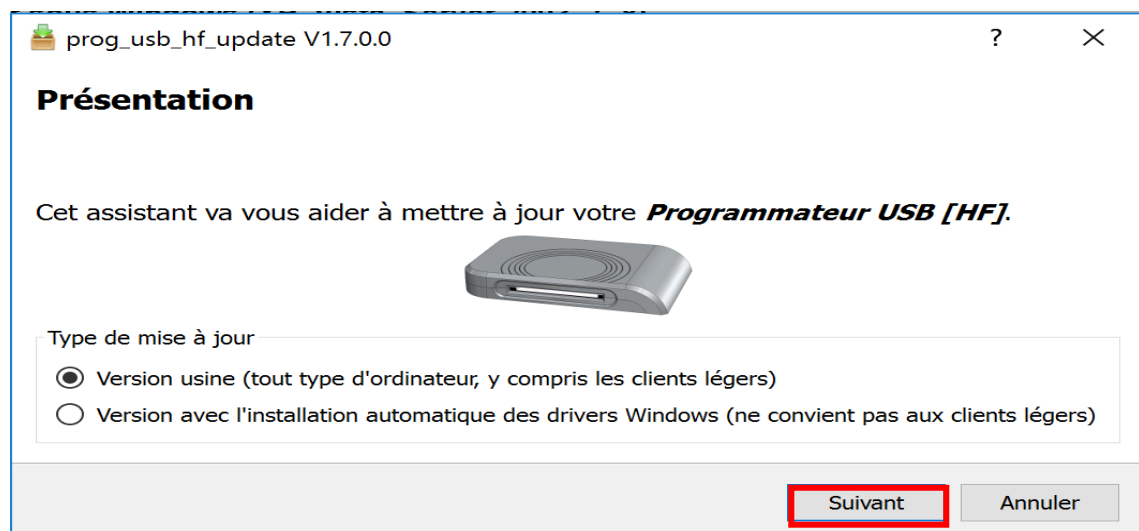 prog_usb_hf_update V1.7.0.0
?
Présentation
Cet assistant va vous aider à mettre à jour votre Programmateur USB [HF].
Type de mise à jour
Version usine (tout type d'ordinateur, y compris les clients légers)
Version avec l'installation automatique des drivers Windows (ne convient pas aux clients légers)
Suivant
Annuler